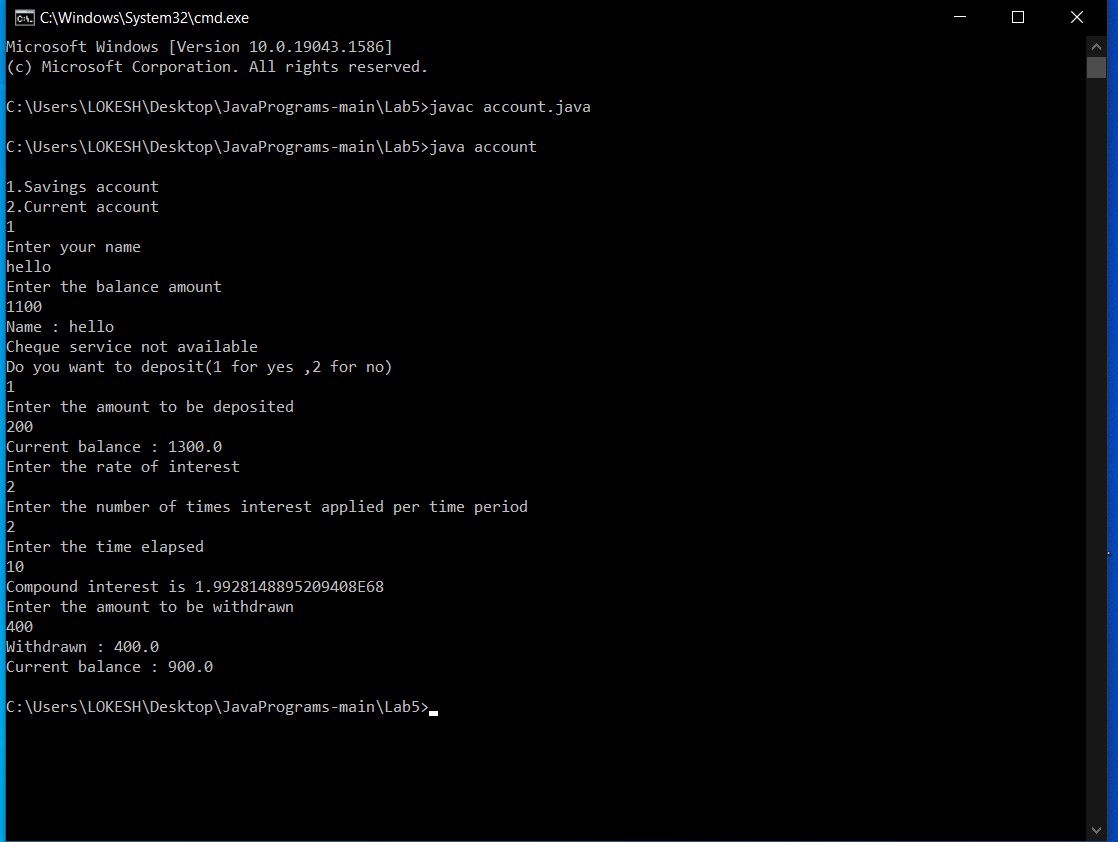 C:\Windows\System32\cmd.exe
Microsoft Windows [Version 10.0.19043.1586]
(c) Microsoft Corporation. All rights reserved.
C:\Users\LOKESH\Desktop\JavaPrograms-main\Lab5>javac account.java
C:\Users\LOKESH\Desktop\JavaPrograms-main\Lab5>java account
1.Savings account
2.Current account
1
Enter your name
hello
Enter the balance amount
1100
Name : hello
Cheque service not available
Do you want to deposit(1 for yes ,2 for no)
1
Enter the amount to be deposited
200
Current balance : 1300.0
Enter the rate of interest
2
Enter the number of times interest applied per time period
2
Enter the time elapsed
10
Compound interest is 1.9928148895209408E68
Enter the amount to be withdrawn
400
Withdrawn : 400.0
Current balance : 900.0
C:\Users\LOKESH\Desktop\JavaPrograms-main\Lab5>